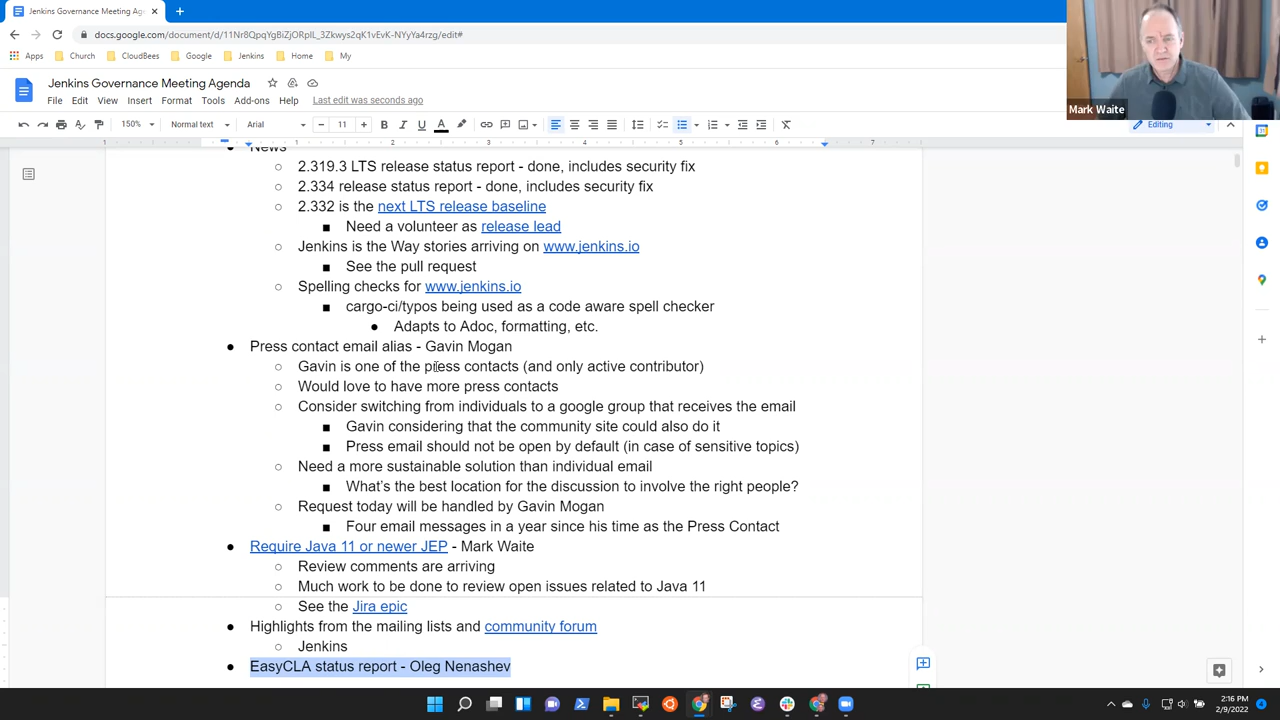 Jenkins Governance Meeting Ag
docs.google.com/document/d/11Nr8QpqYgBiZjORpIL_3Zkwys2qK1vEvK-NYyYa4rzg/edit#
Apps Church CloudBees Google Jenkins Home My
Jenkins Governance Meeting Agenda
File Edit View Insert Format Tools Add-ons Help Last edit was seconds ago
150% Normal text Arial 11 Editing
Mark Waite
1 1 2 3 4 5 6 7
News
2.319.3 LTS release status report - done, includes security fix
2.334 release status report - done, includes security fix
2.332 is the next LTS release baseline
Need a volunteer as release lead
Jenkins is the Way stories arriving on www.jenkins.io
See the pull request
Spelling checks for www.jenkins.io
cargo-ci/typos being used as a code aware spell checker
Adapts to Adoc, formatting, etc.
Press contact email alias - Gavin Mogan
Gavin is one of the press contacts (and only active contributor)
Would love to have more press contacts
Consider switching from individuals to a google group that receives the email
Gavin considering that the community site could also do it
Press email should not be open by default (in case of sensitive topics)
Need a more sustainable solution than individual email
What's the best location for the discussion to involve the right people?
Request today will be handled by Gavin Mogan
Four email messages in a year since his time as the Press Contact
Require Java 11 or newer JEP - Mark Waite
Review comments are arriving
Much work to be done to review open issues related to Java 11
See the Jira epic
Highlights from the mailing lists and community forum
Jenkins
EasyCLA status report - Oleg Nenashev
2:16 PM
2/9/2022